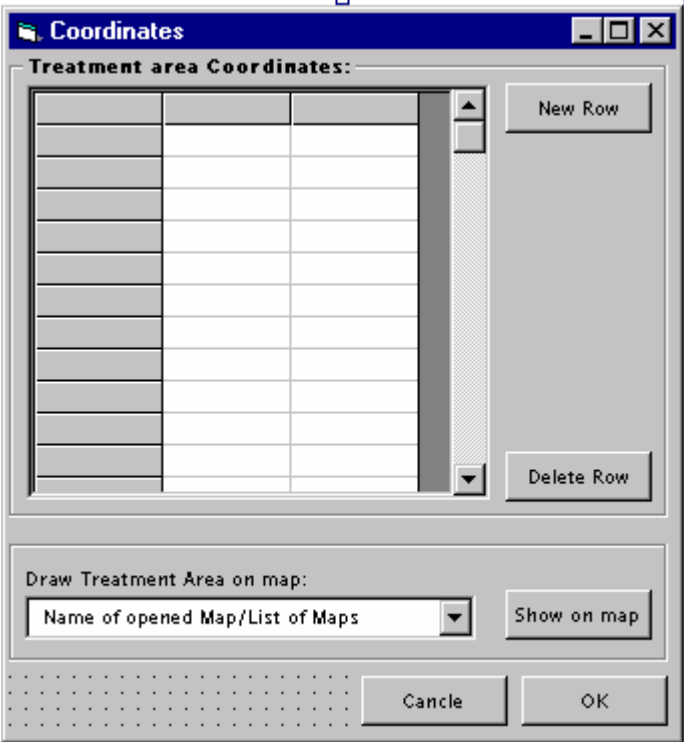 Coordinates
Treatment area Coordinates:
New Row
Delete Row
Draw Treatment Area on map:
Name of opened Map/List of Maps
Show on map
Cancle
OK